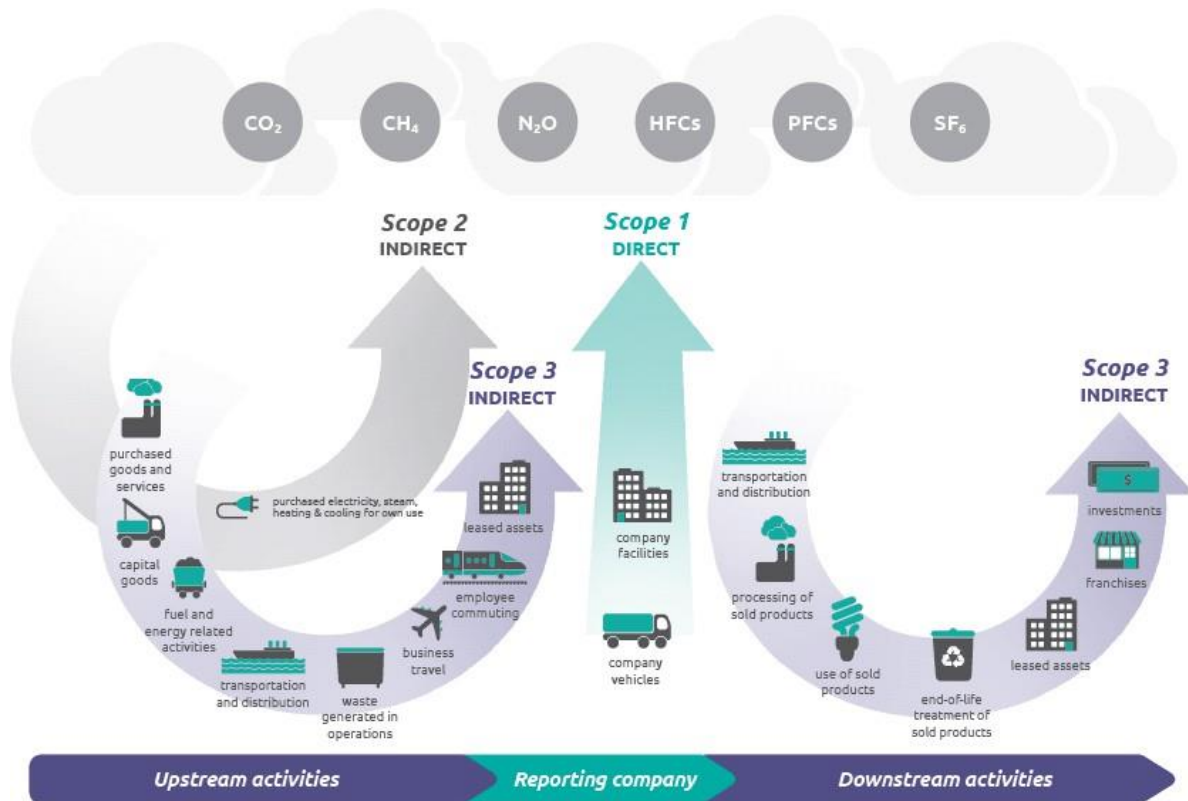 CO₂
CH₄
N₂O
HFCs
PFCs
SF₆
Scope 2
INDIRECT
Scope 1
DIRECT
Scope 3
INDIRECT
Scope 3
INDIRECT
purchased
goods and
services
capital
goods
fuel and
energy related
activities
purchased electricity, steam,
heating & cooling for own use
transportation
and distribution
waste
generated in
operations
business
travel
employee
commuting
leased assets
company
facilities
company
vehicles
transportation
and distribution
processing of
sold products
use of sold
products
end-of-life
treatment of
sold products
leased assets
franchises
$
investments
Upstream activities
Reporting company
Downstream activities